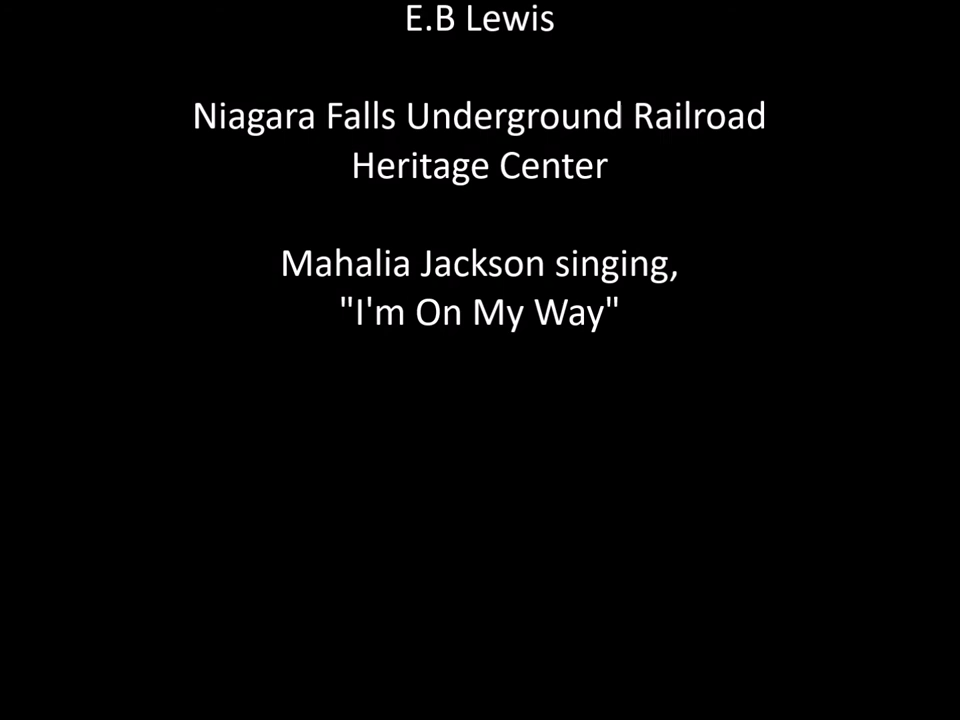 E.B Lewis
Niagara Falls Underground Railroad
Heritage Center
Mahalia Jackson singing,
"I'm On My Way"